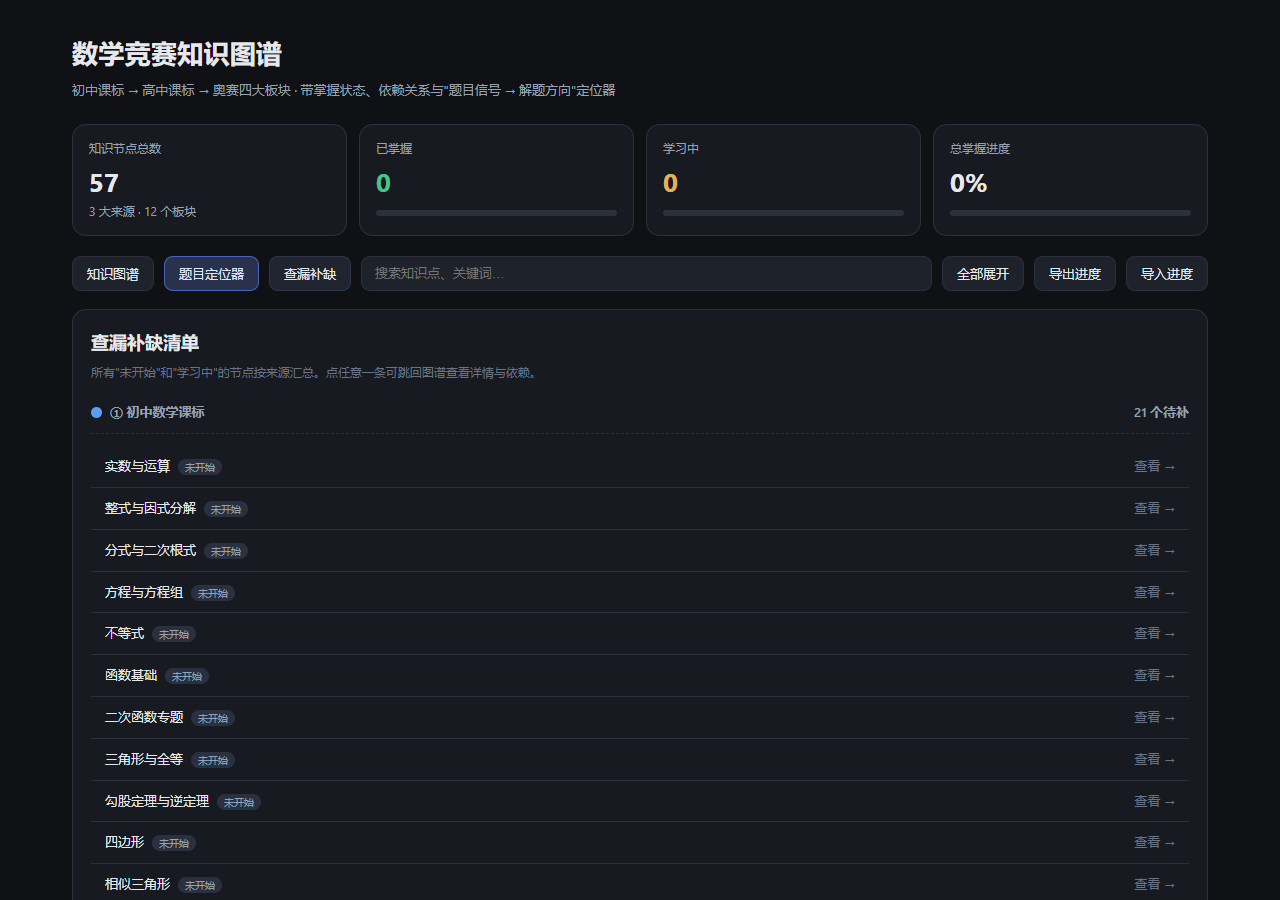 数学竞赛知识图谱
初中课标 → 高中课标 → 奥赛四大板块 · 带掌握状态、依赖关系与"题目信号 → 解题方向"定位器
知识节点总数
57
3 大来源 · 12 个板块
已掌握
0
学习中
0
总掌握进度
0%
知识图谱 题目定位器 查漏补缺 搜索知识点、关键词... 全部展开 导出进度 导入进度
查漏补缺清单
所有"未开始"和"学习中"的节点按来源汇总。点任意一条可跳回图谱查看详情与依赖。
① 初中数学课标 21 个待补
实数与运算 未开始 查看 →
整式与因式分解 未开始 查看 →
分式与二次根式 未开始 查看 →
方程与方程组 未开始 查看 →
不等式 未开始 查看 →
函数基础 未开始 查看 →
二次函数专题 未开始 查看 →
三角形与全等 未开始 查看 →
勾股定理与逆定理 未开始 查看 →
四边形 未开始 查看 →
相似三角形 未开始 查看 →